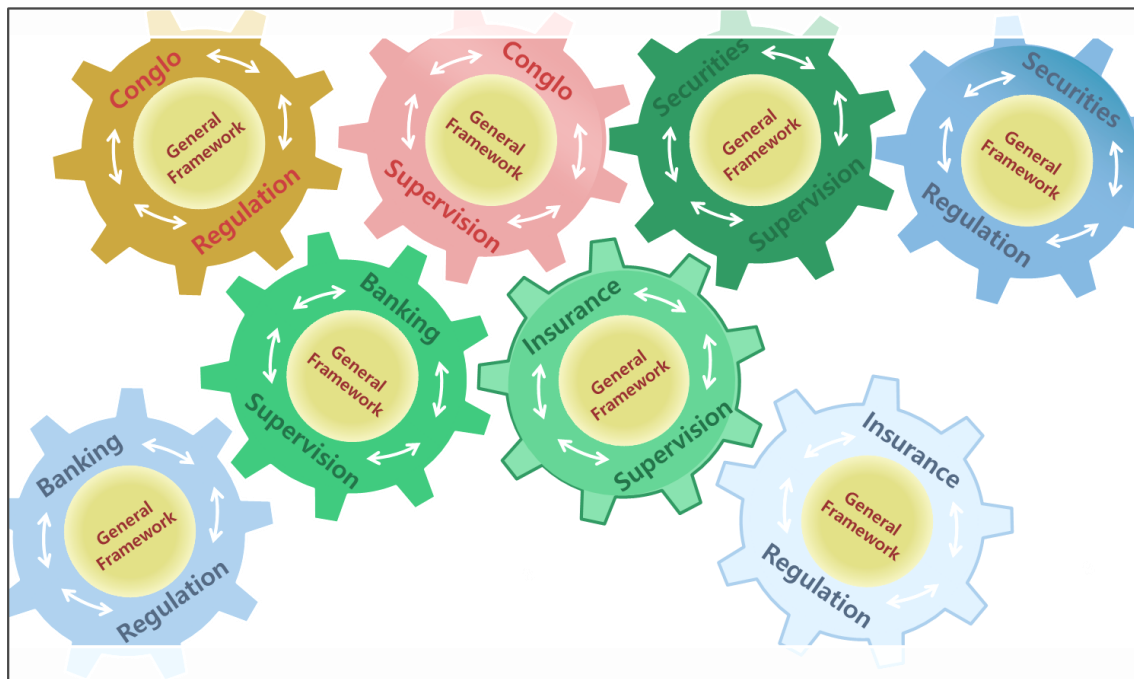 Conglo
General
Framework
Regulation
Conglo
General
Framework
Supervision
Securities
General
Framework
Supervision
Securities
General
Framework
Regulation
Banking
General
Framework
Supervision
Insurance
General
Framework
Supervision
Banking
General
Framework
Regulation
Insurance
General
Framework
Regulation